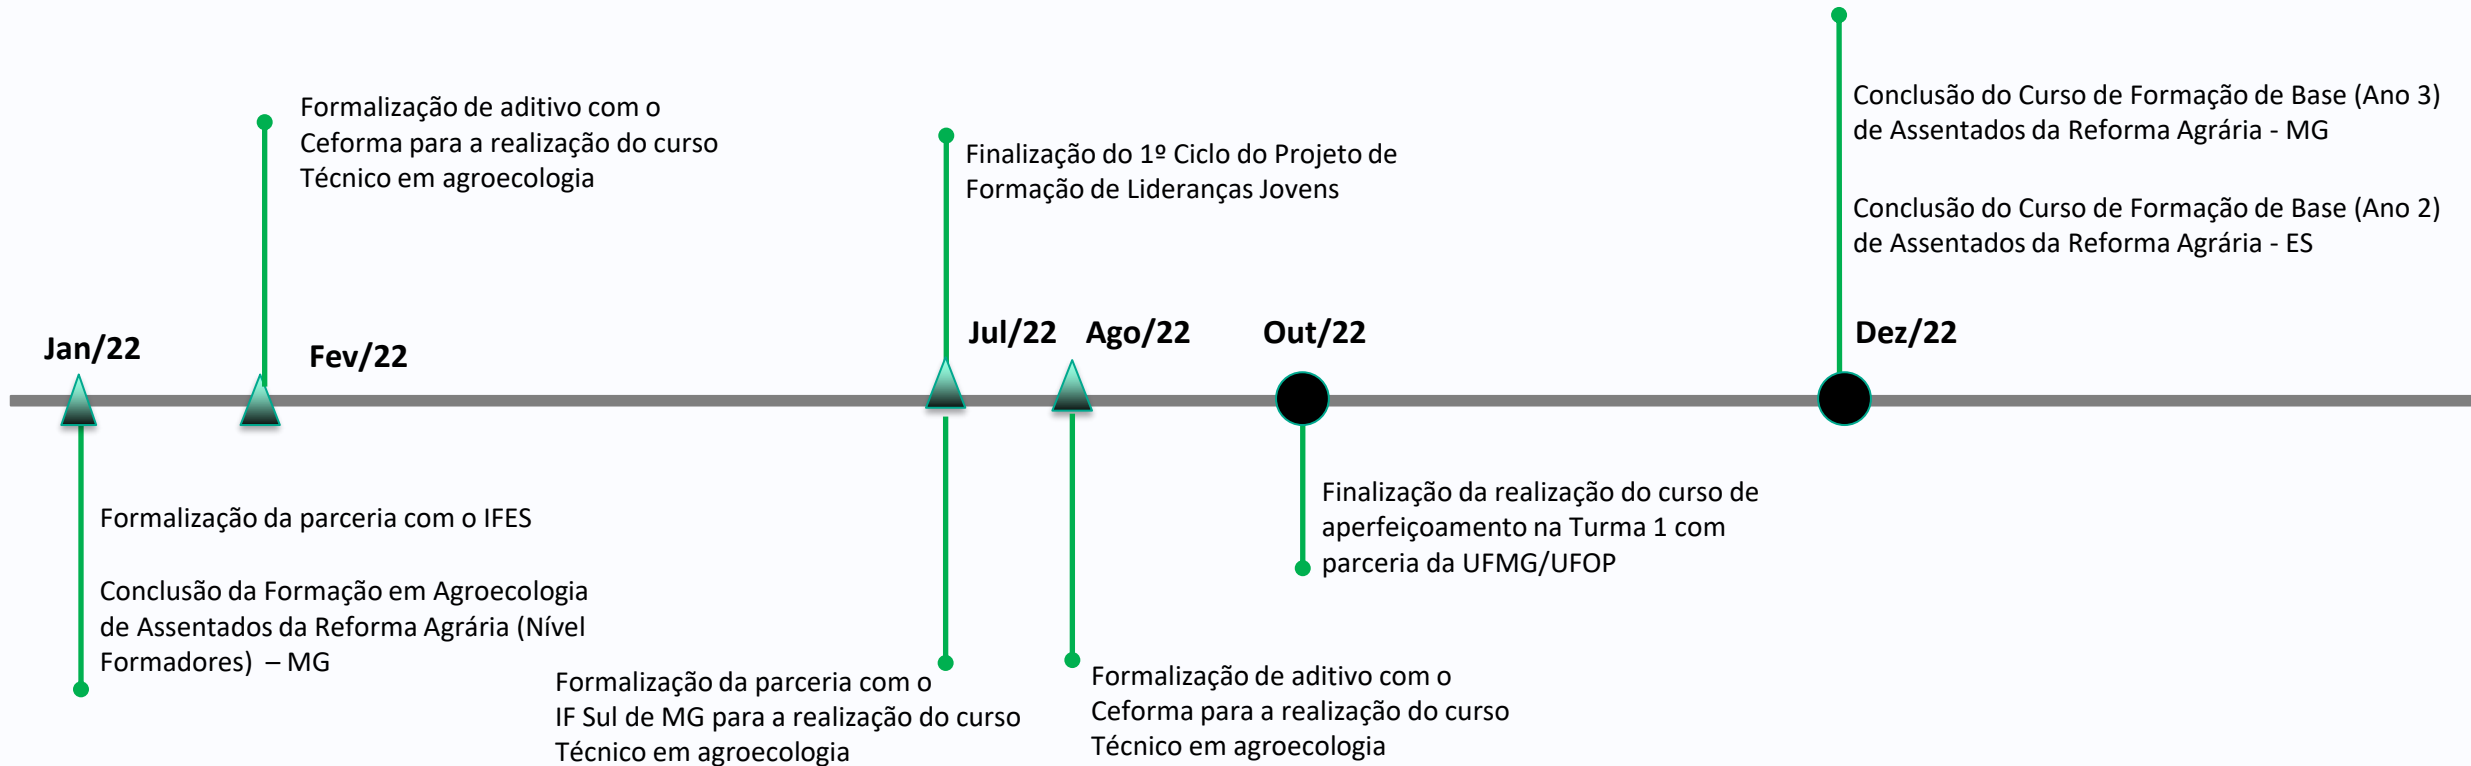 Jan/22
Formalização da parceria com o IFES
Conclusão da Formação em Agroecologia
de Assentados da Reforma Agrária (Nível
Formadores) – MG
Formalização de aditivo com o
Ceforma para a realização do curso
Técnico em agroecologia
Fev/22
Finalização do 1º Ciclo do Projeto de
Formação de Lideranças Jovens
Jul/22
Formalização da parceria com o
IF Sul de MG para a realização do curso
Técnico em agroecologia
Ago/22
Formalização de aditivo com o
Ceforma para a realização do curso
Técnico em agroecologia
Out/22
Finalização da realização do curso de
aperfeiçoamento na Turma 1 com
parceria da UFMG/UFOP
Conclusão do Curso de Formação de Base (Ano 3)
de Assentados da Reforma Agrária - MG
Conclusão do Curso de Formação de Base (Ano 2)
de Assentados da Reforma Agrária - ES
Dez/22